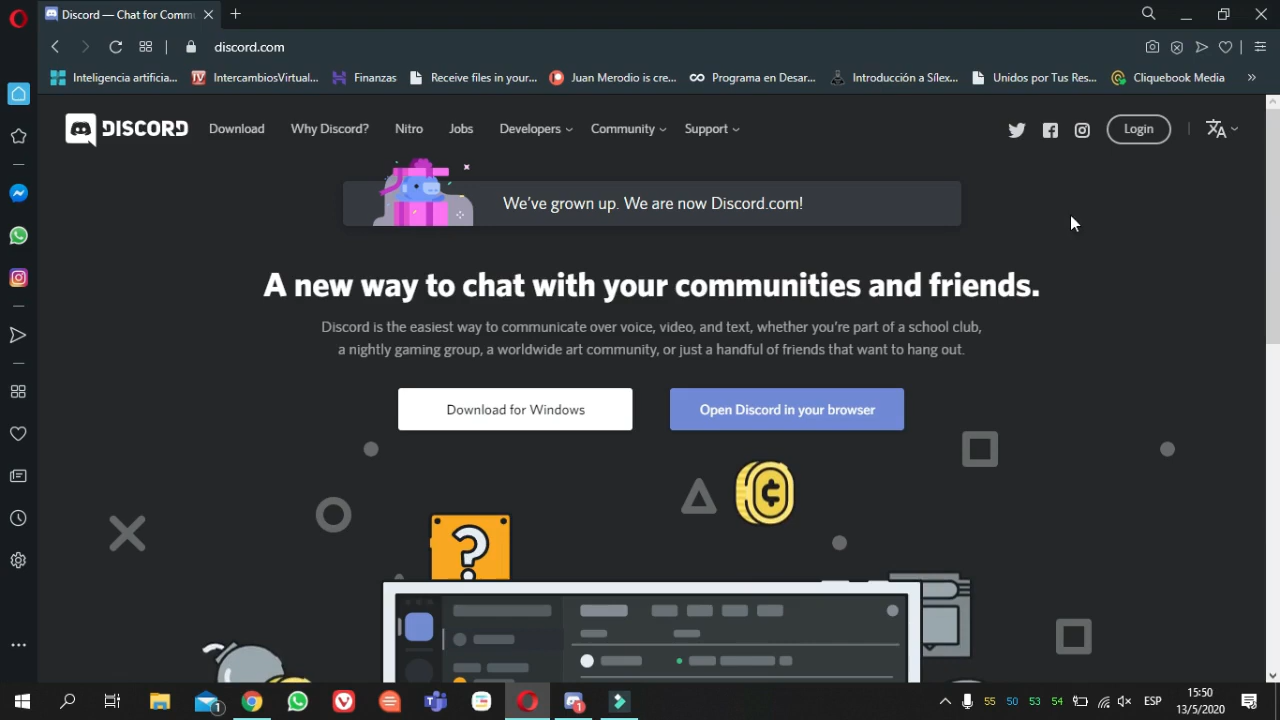 Discord — Chat for Commu
discord.com
Inteligencia artificia...
IntercambiosVirtual...
Finanzas
Receive files in your...
Juan Merodio is crea...
Programa en Desar...
Introducción a Sílex...
Unidos por Tus Res...
Cliquebook Media
»
DISCORD
Download
Why Discord?
Nitro
Jobs
Developers
Community
Support
Login
We've grown up. We are now Discord.com!
A new way to chat with your communities and friends.
Discord is the easiest way to communicate over voice, video, and text, whether you're part of a school club,
a nightly gaming group, a worldwide art community, or just a handful of friends that want to hang out.
Download for Windows
Open Discord in your browser
?
1
1
55
50
53
54
ESP
15:50
13/5/2020